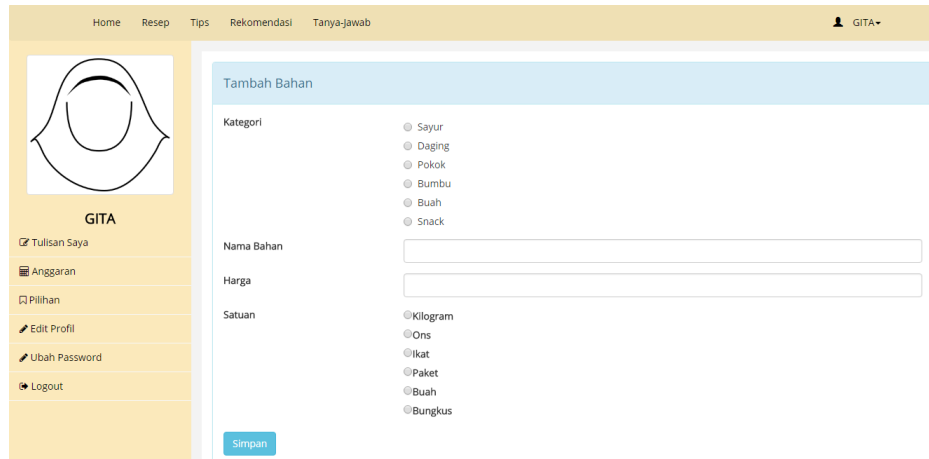 Home Resep Tips Rekomendasi Tanya-Jawab GITA
GITA
Tulisan Saya
Anggaran
Pilihan
Edit Profil
Ubah Password
Logout
Tambah Bahan
Kategori
Sayur
Daging
Pokok
Bumbu
Buah
Snack
Nama Bahan
Harga
Satuan
Kilogram
Ons
Ikat
Paket
Buah
Bungkus
Simpan